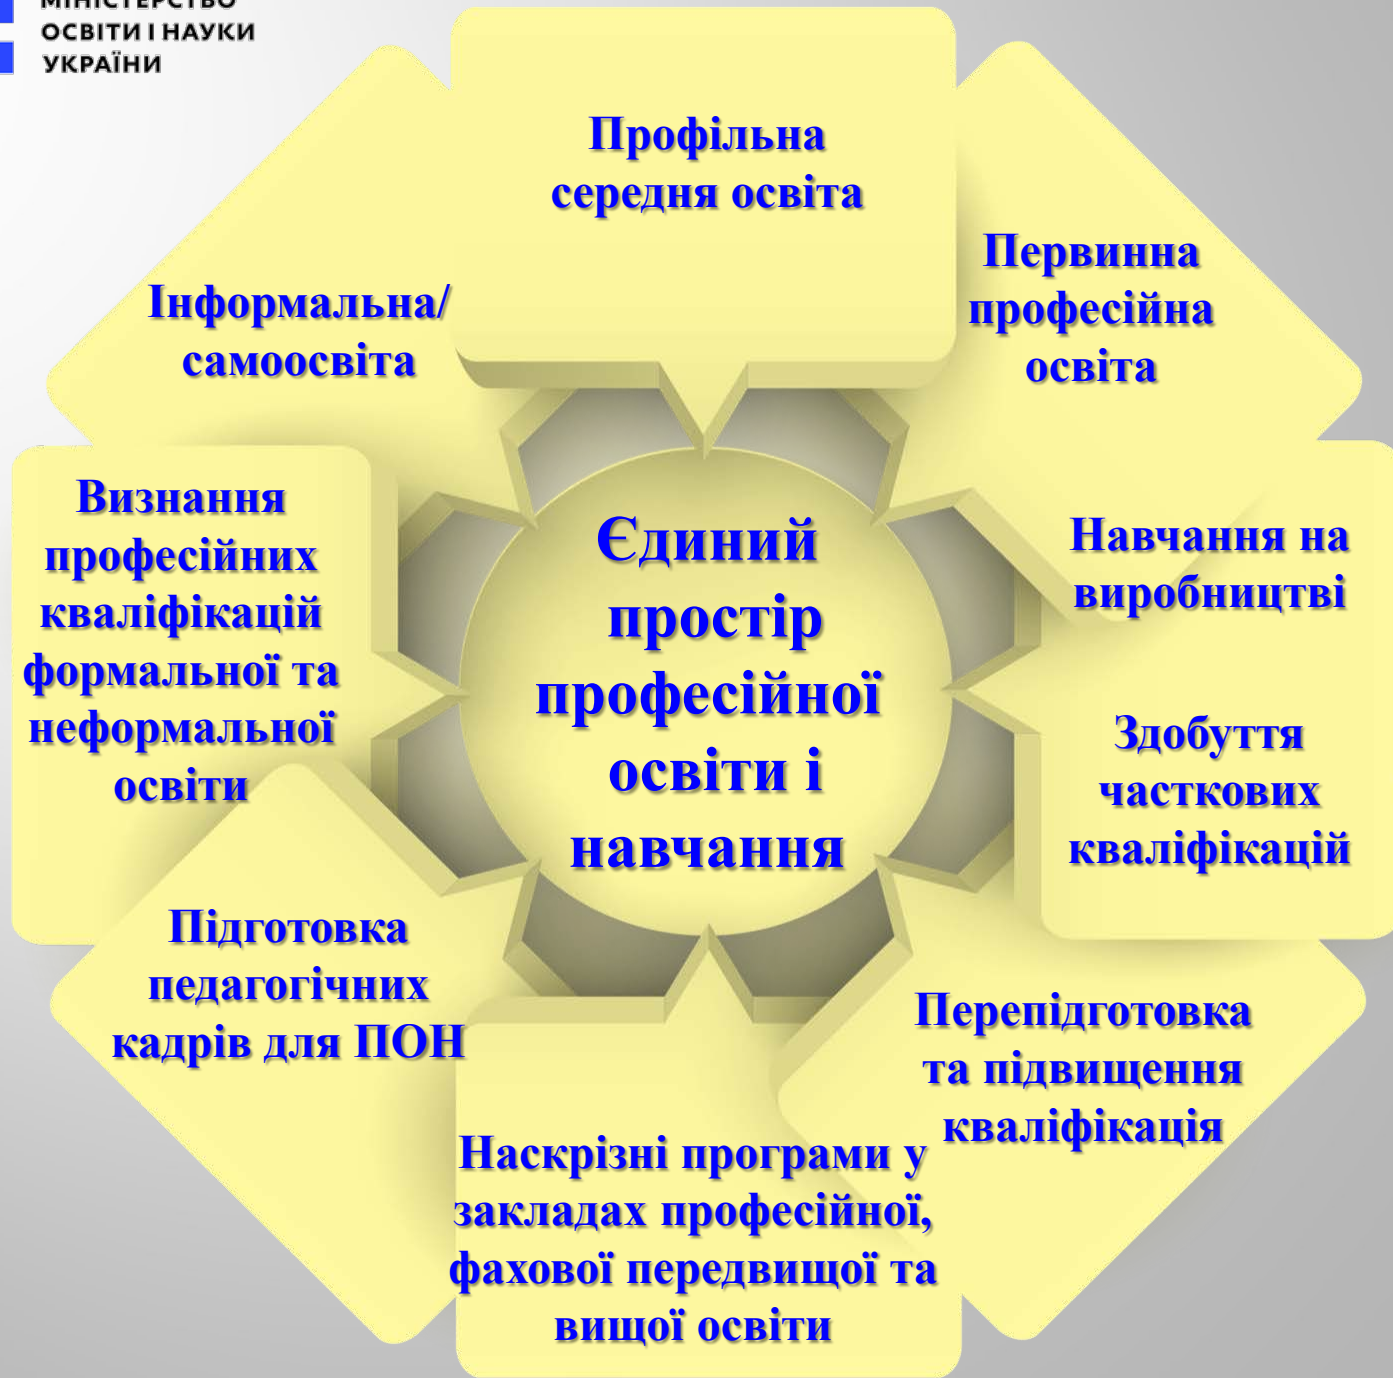 МІНІСТЕРСТВО
ОСВІТИ І НАУКИ
УКРАЇНИ
Профільна
середня освіта
Первинна
професійна
освіта
Інформальна/
самоосвіта
Визнання
професійних
кваліфікацій
формальної та
неформальної
освіти
Єдиний
простір
професійної
освіти і
навчання
Навчання на
виробництві
Здобуття
часткових
кваліфікацій
Підготовка
педагогічних
кадрів для ПОН
Перепідготовка
та підвищення
кваліфікація
Наскрізні програми у
закладах професійної,
фахової передвищої та
вищої освіти